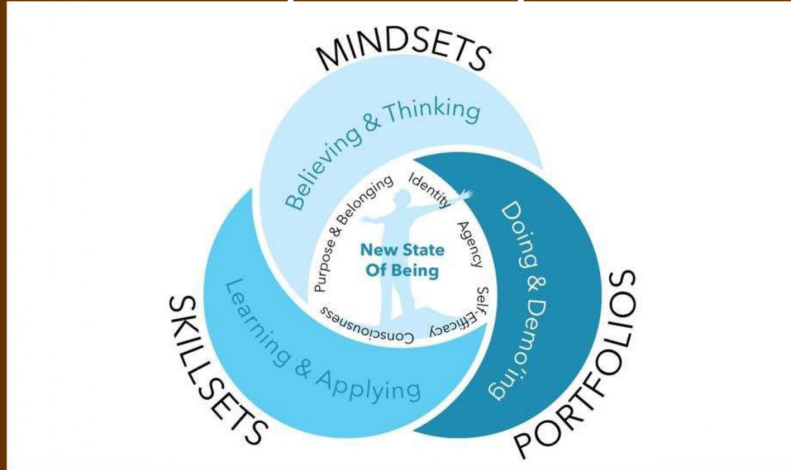 MINDSETS
Believing & Thinking
Purpose & Belonging
Identity
Agency
Self-Efficacy
Consciousness
New State
Of Being
Doing & Demo'ing
Learning & Applying
SKILLSETS
PORTFOLIOS